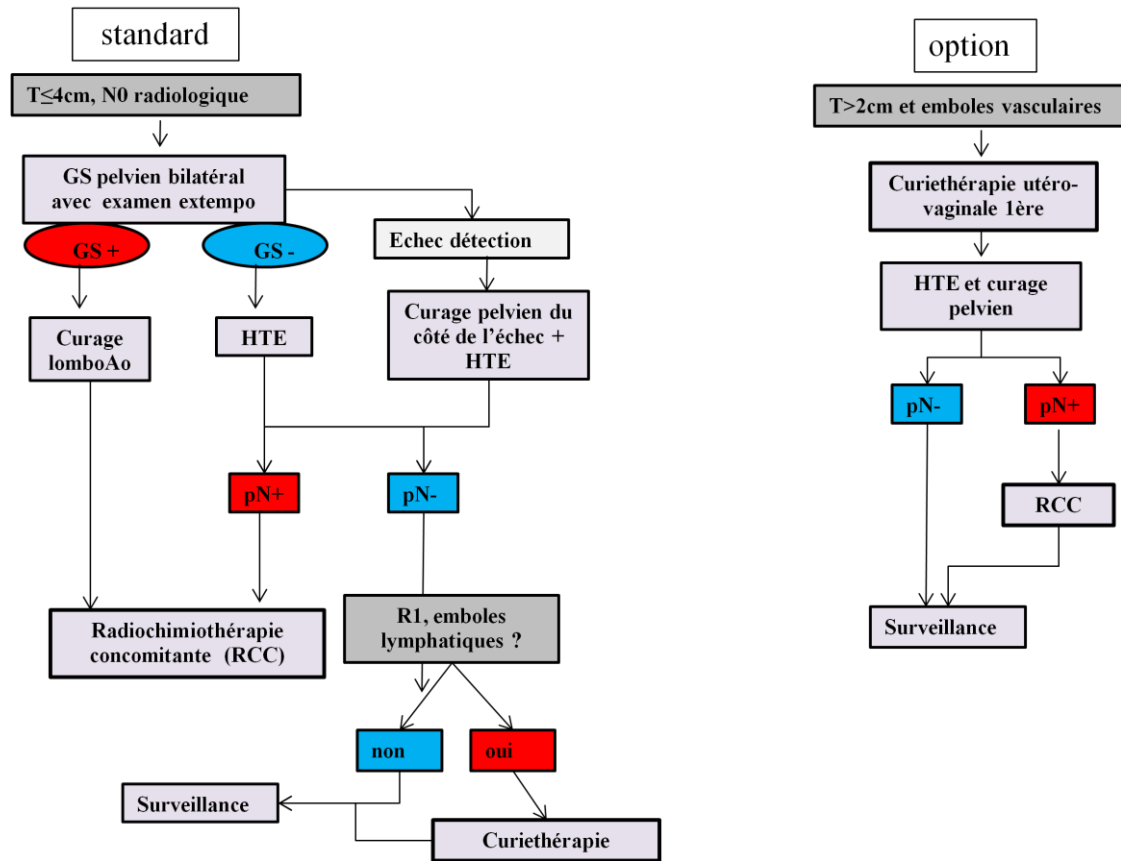 standard
T≤4cm, N0 radiologique
GS pelvien bilatéral
avec examen extempo
GS +
GS -
Echec détection
Curage
lomboAo
HTE
Curage pelvien du
côté de l'échec +
HTE
pN+
pN-
Radiochimiothérapie
concomitante (RCC)
R1, emboles
lymphatiques ?
non
oui
Surveillance
Curiethérapie
option
T>2cm et emboles vasculaires
Curiethérapie utéro-
vaginale 1ère
HTE et curage
pelvien
pN-
pN+
RCC
Surveillance